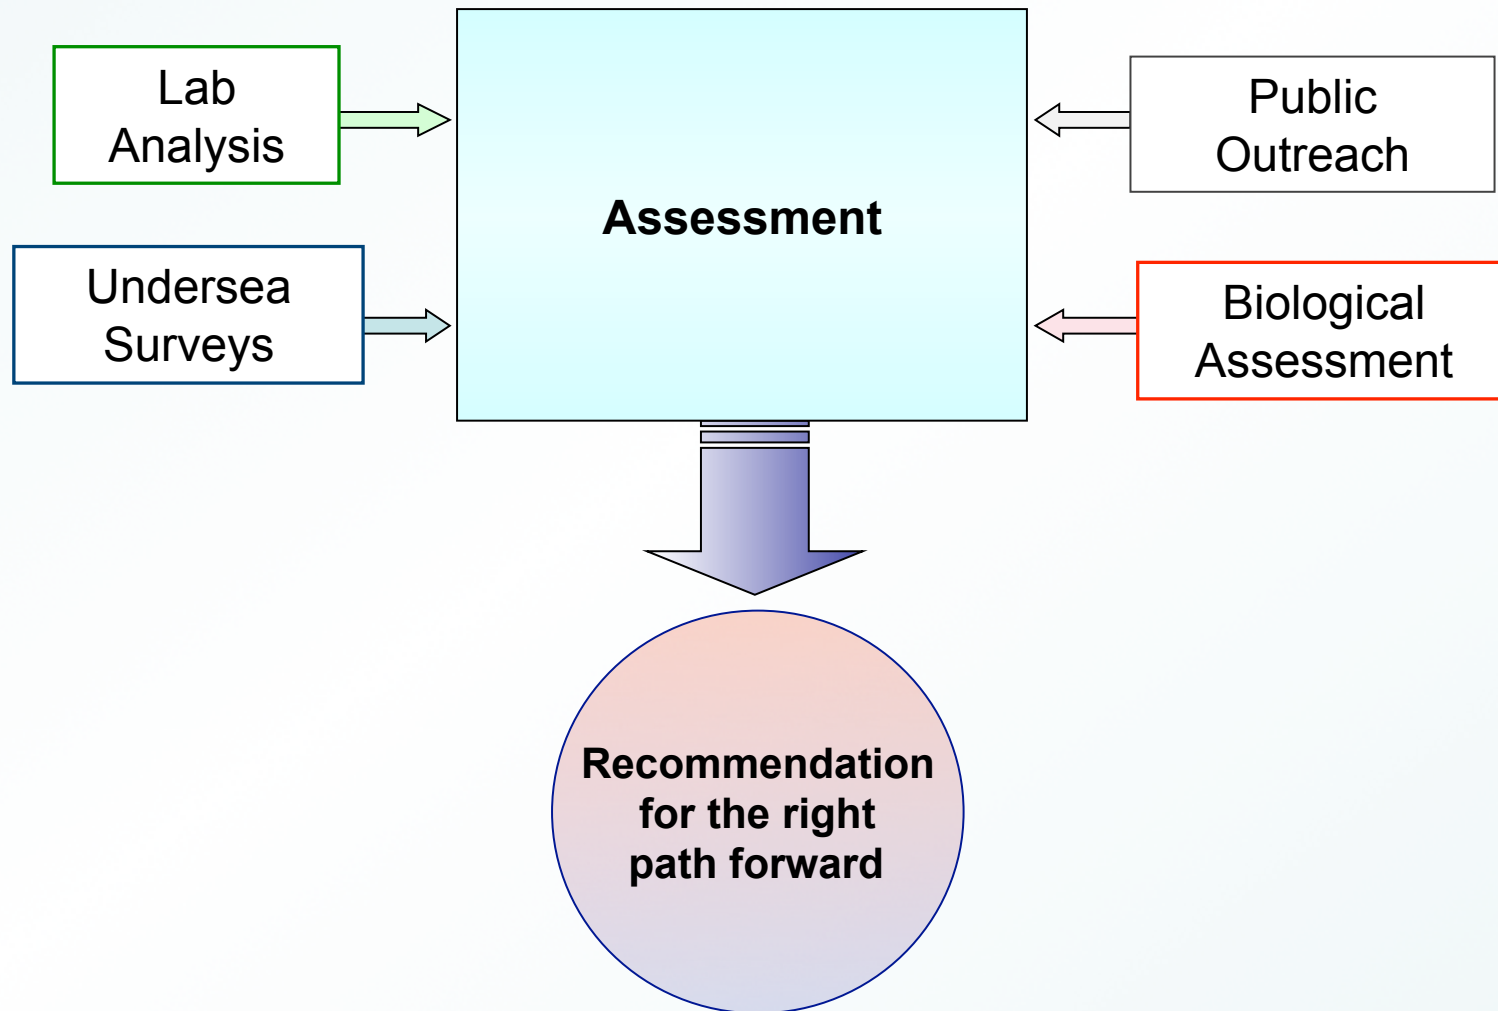 Lab
Analysis
Undersea
Surveys
Assessment
Public
Outreach
Biological
Assessment
Recommendation
for the right
path forward